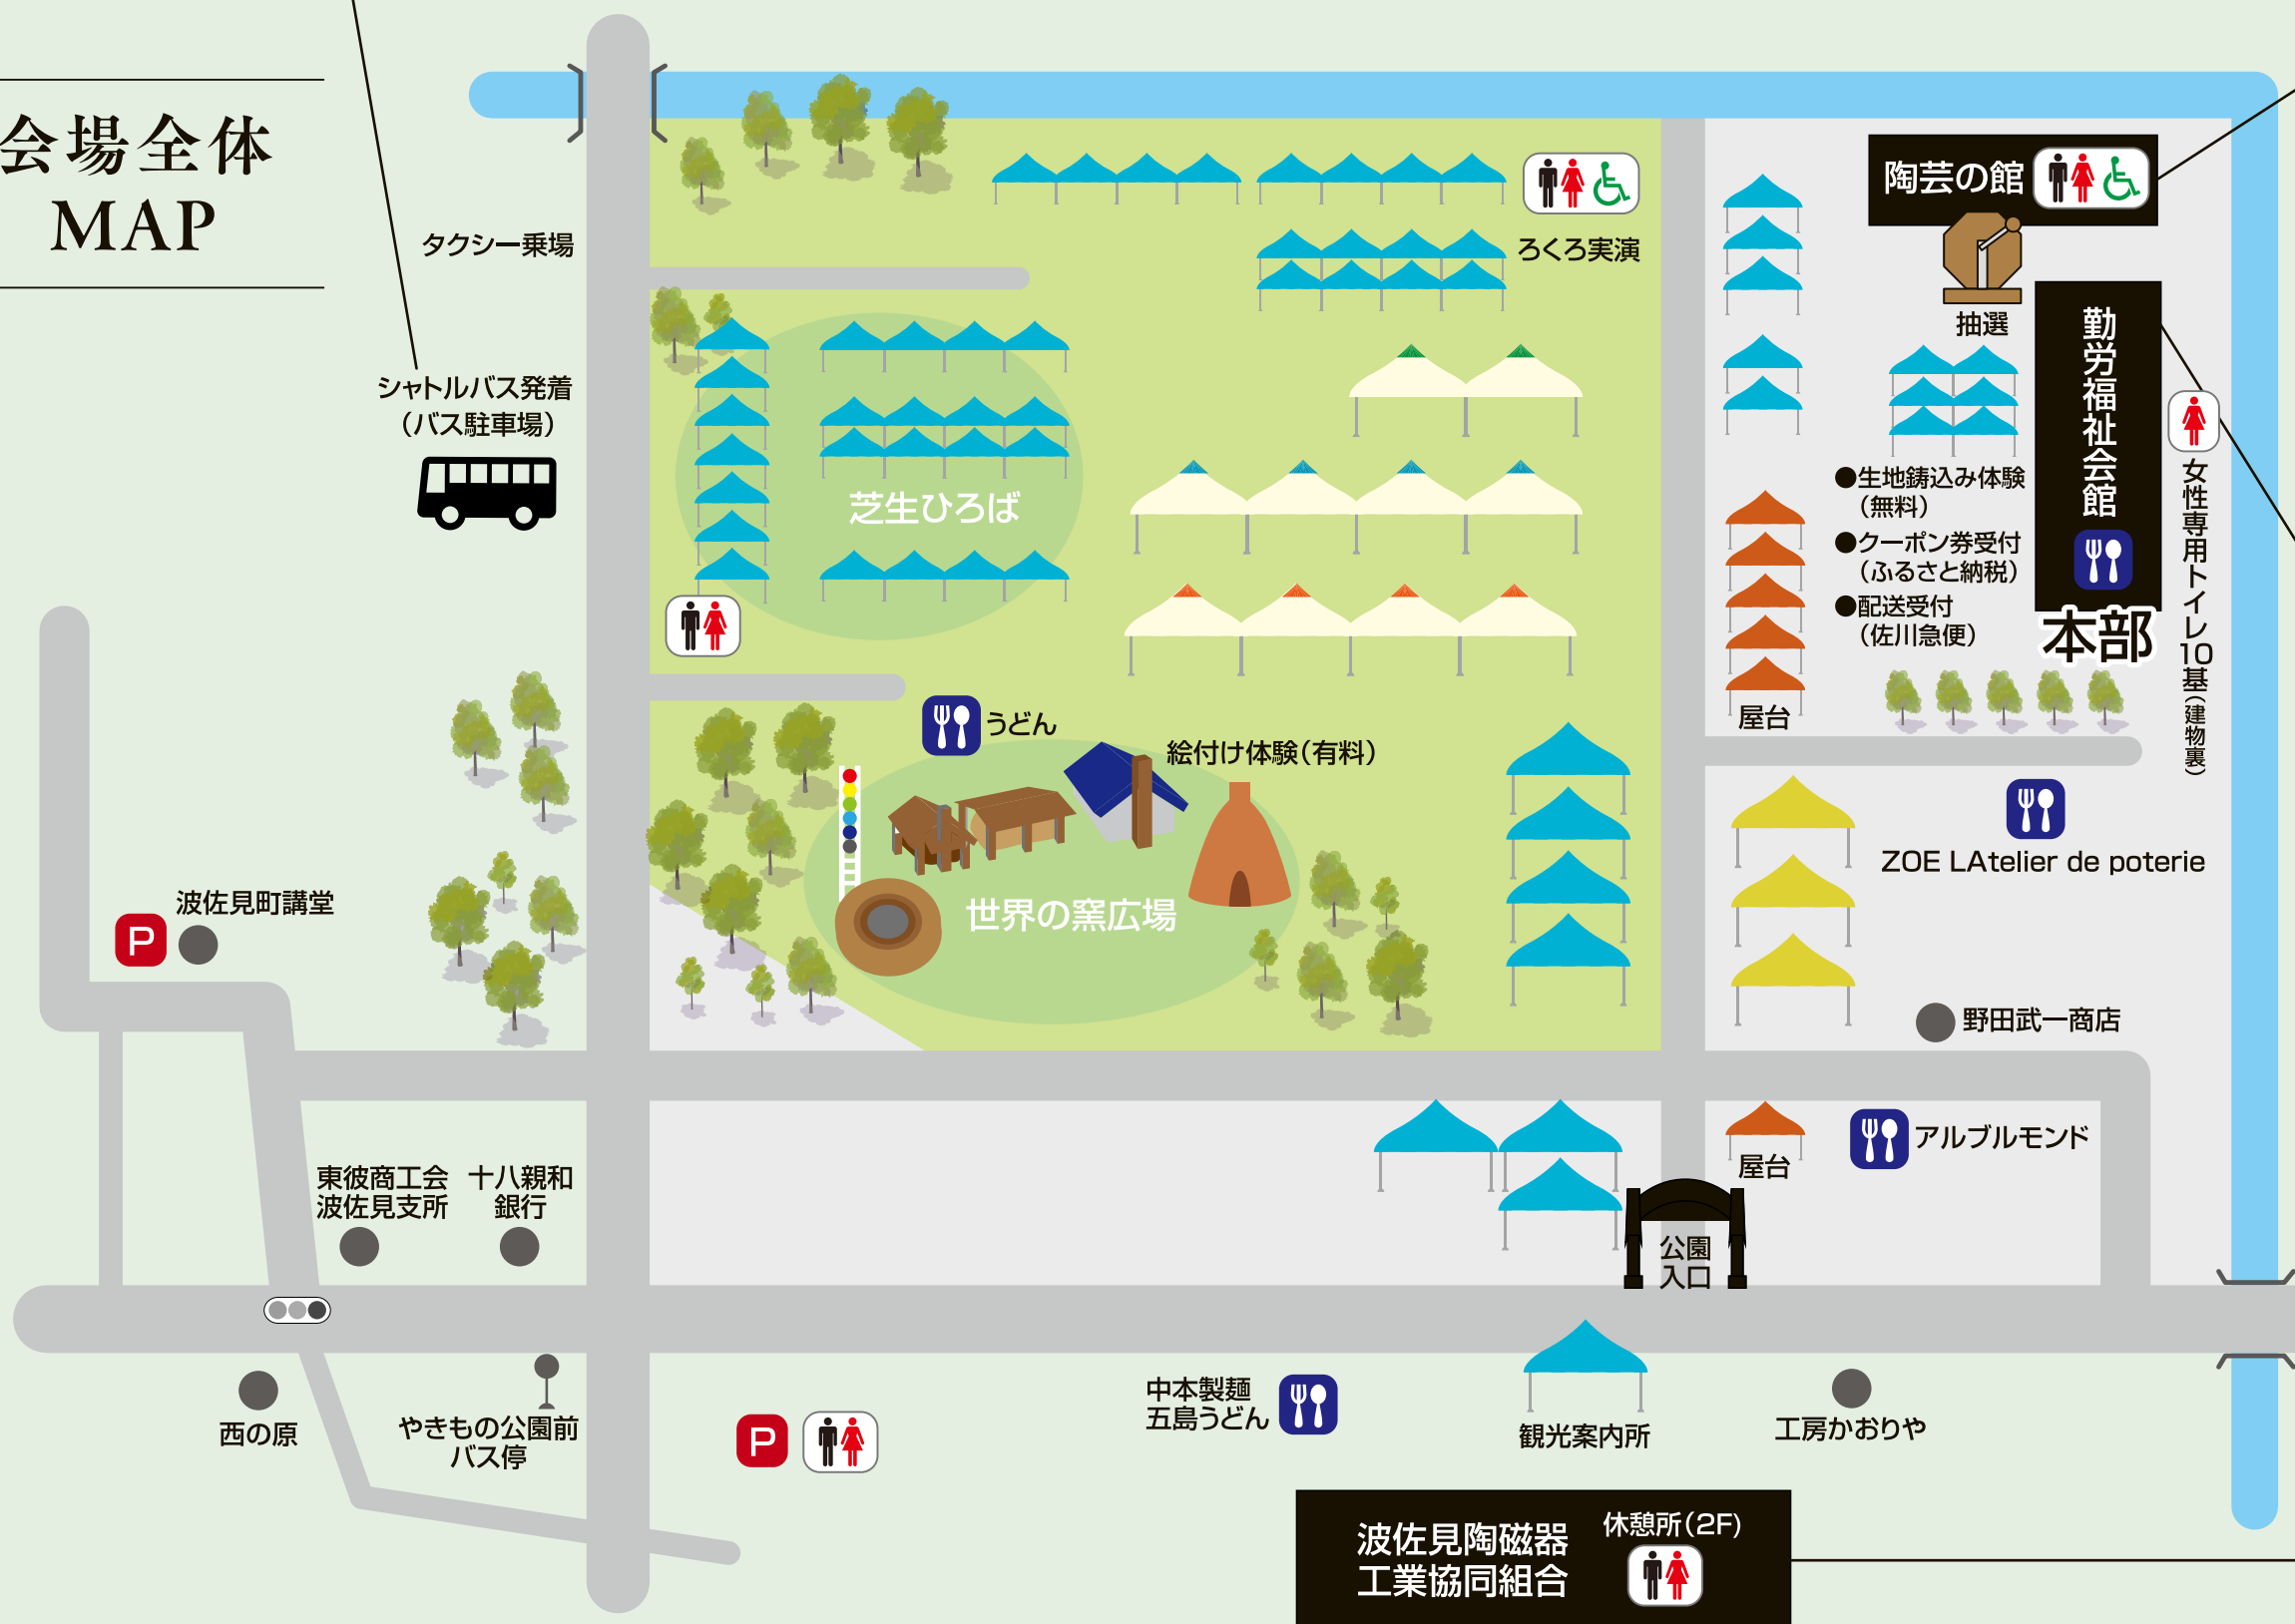 会場全体
MAP
タクシー乗場
シャトルバス発着
（バス駐車場）
ろくろ実演
陶芸の館
抽選
勤労福祉会館
本部
女性専用トイレ10基（建物裏）
●生地鋳込み体験
（無料）
●クーポン券受付
（ふるさと納税）
●配送受付
（佐川急便）
芝生ひろば
屋台
うどん
絵付け体験（有料）
世界の窯広場
ZOE LAtelier de poterie
野田武一商店
P
波佐見町講堂
屋台
アルブルモンド
東彼商工会
波佐見支所
十八親和
銀行
公園
入口
西の原
やきもの公園前
バス停
P
中本製麺
五島うどん
観光案内所
工房かおりや
波佐見陶磁器
工業協同組合
休憩所（2F）